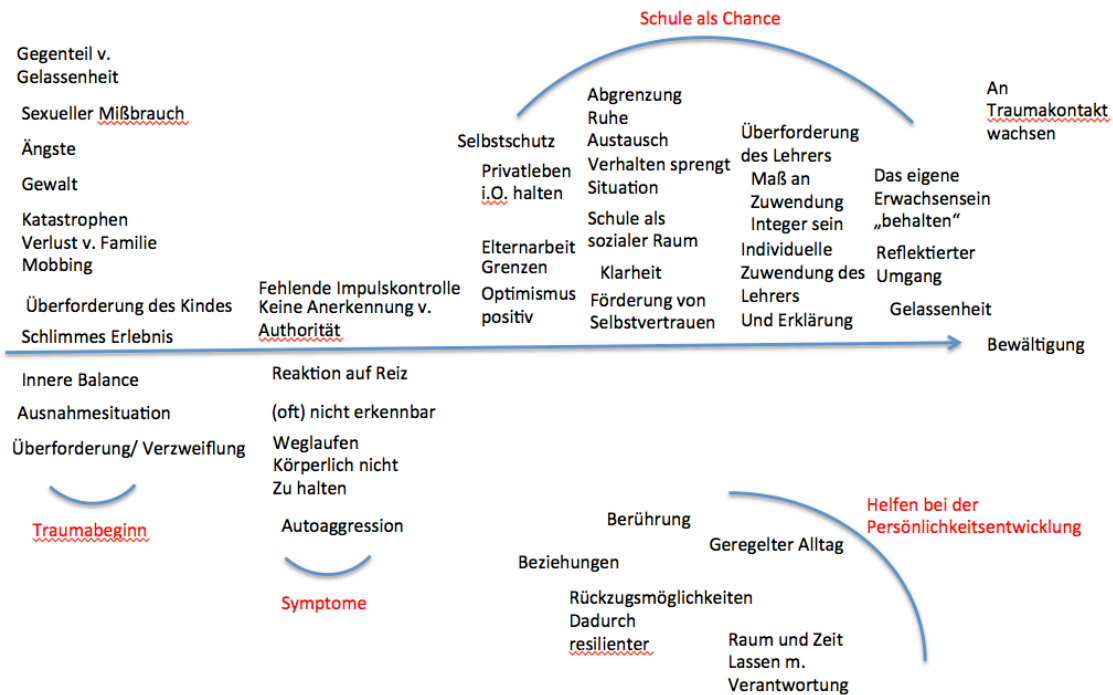 Schule als Chance
Gegenteil v.
Gelassenheit
Sexueller Mißbrauch
Ängste
Gewalt
Katastrophen
Verlust v. Familie
Mobbing
Überforderung des Kindes
Schlimmes Erlebnis
Fehlende Impulskontrolle
Keine Anerkennung v.
Authorität
Selbstschutz
Privatleben
i.O. halten
Elternarbeit
Grenzen
Optimismus
positiv
Abgrenzung
Ruhe
Austausch
Verhalten sprengt
Situation
Schule als
sozialer Raum
Klarheit
Förderung von
Selbstvertrauen
Überforderung
des Lehrers
Maß an
Zuwendung
Integer sein
Individuelle
Zuwendung des
Lehrers
Und Erklärung
Das eigene
Erwachsensein
„behalten“
Reflektierter
Umgang
Gelassenheit
An
Traumakontakt
wachsen
Bewältigung
Innere Balance
Ausnahmesituation
Überforderung/ Verzweiflung
Traumabeginn
Reaktion auf Reiz
(oft) nicht erkennbar
Weglaufen
Körperlich nicht
Zu halten
Autoaggression
Symptome
Berührung
Geregelter Alltag
Beziehungen
Rückzugsmöglichkeiten
Dadurch
resilienter
Raum und Zeit
Lassen m.
Verantwortung
Helfen bei der
Persönlichkeitsentwicklung